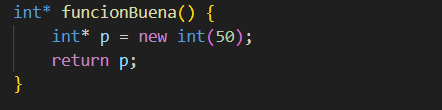 int* funcionBuena() {
    int* p = new int(50);
    return p;
}